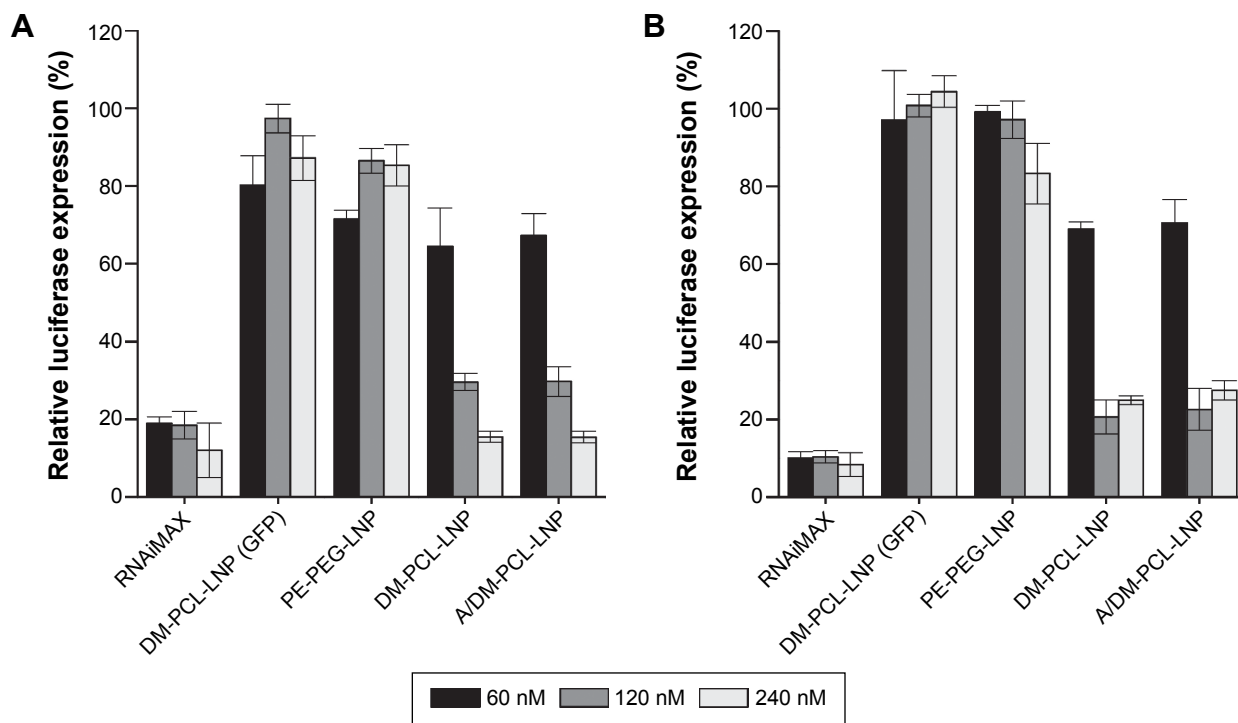 A
Relative luciferase expression (%)
120
100
80
60
40
20
0
RNAiMAX
DM-PCL-LNP (GFP)
PE-PEG-LNP
DM-PCL-LNP
A/DM-PCL-LNP
B
Relative luciferase expression (%)
120
100
80
60
40
20
0
RNAiMAX
DM-PCL-LNP (GFP)
PE-PEG-LNP
DM-PCL-LNP
A/DM-PCL-LNP
60 nM 120 nM 240 nM